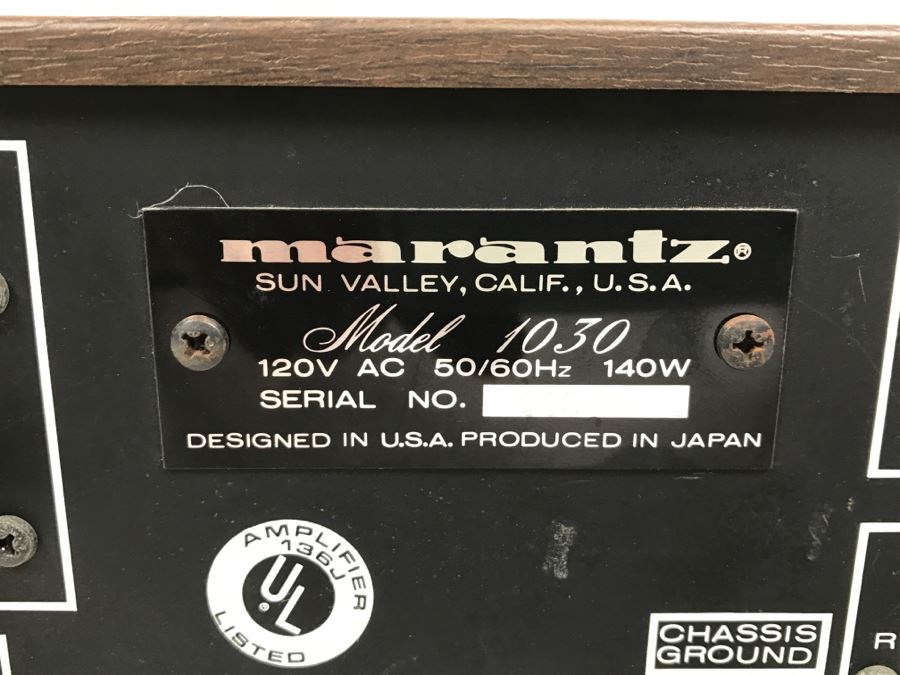 marantz®
SUN VALLEY, CALIF., U.S.A.
Model 1030
120V AC 50/60Hz 140W
SERIAL NO.
DESIGNED IN U.S.A. PRODUCED IN JAPAN
AMPLIFIER
136J
UL®
LISTED
CHASSIS
GROUND
R